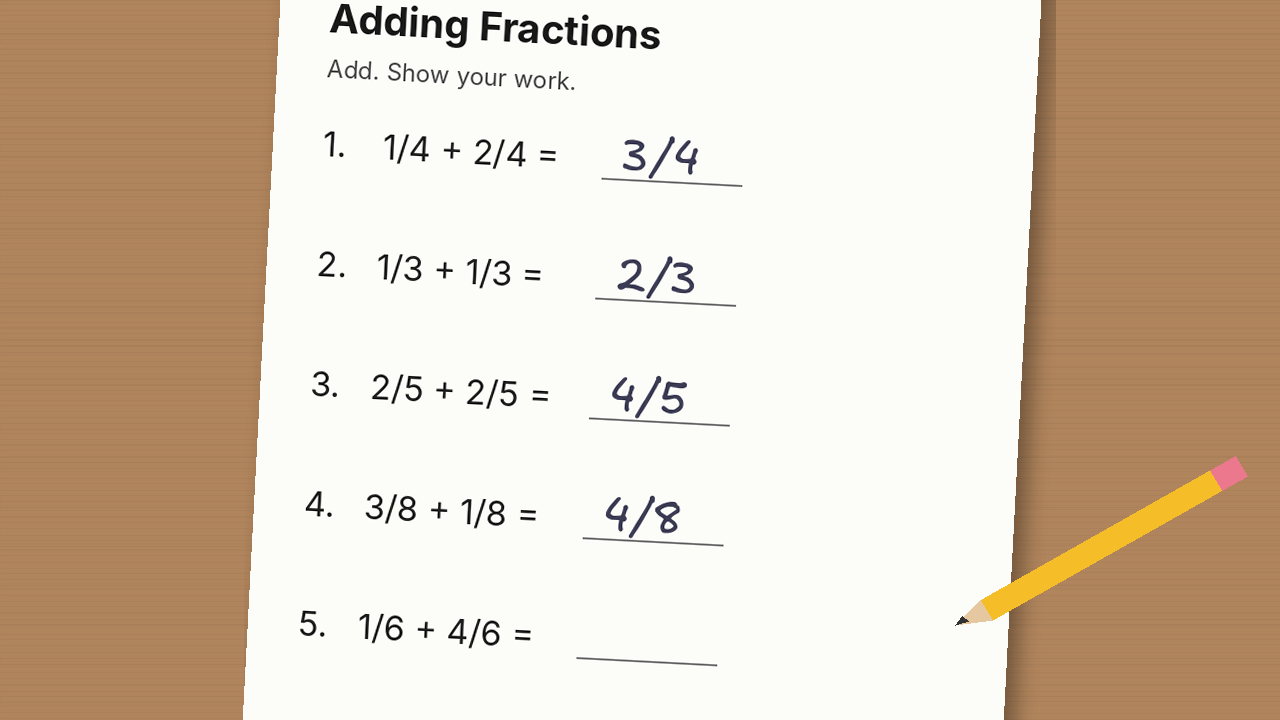 Adding Fractions
Add. Show your work.
1. 1/4 + 2/4 = 3/4
2. 1/3 + 1/3 = 2/3
3. 2/5 + 2/5 = 4/5
4. 3/8 + 1/8 = 4/8
5. 1/6 + 4/6 =